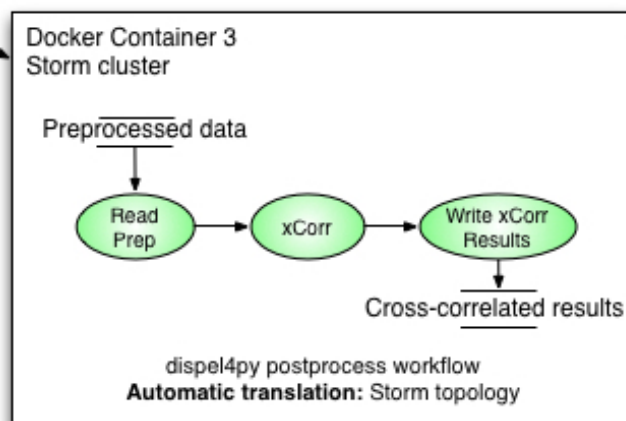 Docker Container 3
Storm cluster
Preprocessed data
Read
Prep
xCorr
Write xCorr
Results
Cross-correlated results
dispel4py postprocess workflow
Automatic translation: Storm topology